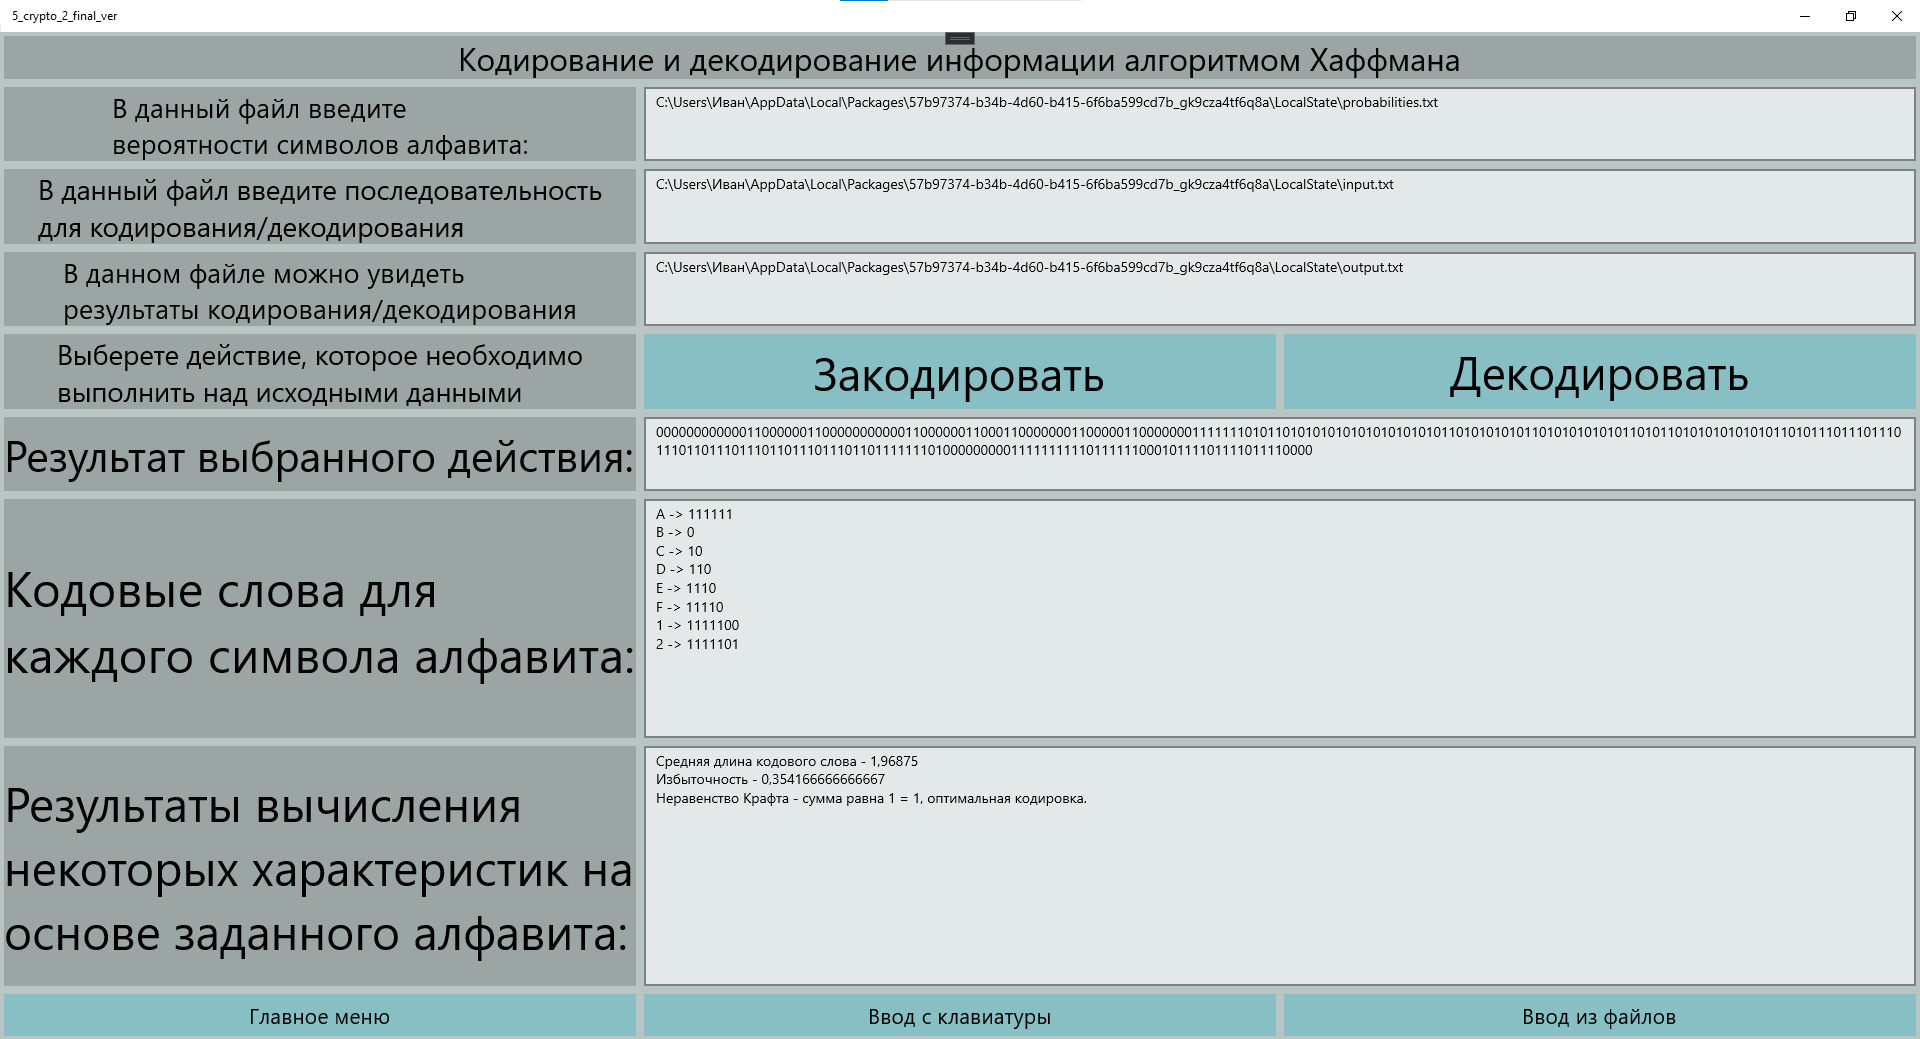 5_crypto_2_final_ver
Кодирование и декодирование информации алгоритмом Хаффмана
В данный файл введите
вероятности символов алфавита:
C:\Users\Иван\AppData\Local\Packages\57b97374-b34b-4d60-b415-6f6ba599cd7b_gk9cza4tf6q8a\LocalState\probabilities.txt
В данный файл введите последовательность
для кодирования/декодирования
C:\Users\Иван\AppData\Local\Packages\57b97374-b34b-4d60-b415-6f6ba599cd7b_gk9cza4tf6q8a\LocalState\input.txt
В данном файле можно увидеть
результаты кодирования/декодирования
C:\Users\Иван\AppData\Local\Packages\57b97374-b34b-4d60-b415-6f6ba599cd7b_gk9cza4tf6q8a\LocalState\output.txt
Выберете действие, которое необходимо
выполнить над исходными данными
Закодировать
Декодировать
Результат выбранного действия:
Кодовые слова для
каждого символа алфавита:
A -> 111111
B -> 0
C -> 10
D -> 110
E -> 1110
F -> 11110
1 -> 1111100
2 -> 1111101
Результаты вычисления
некоторых характеристик на
основе заданного алфавита:
Средняя длина кодового слова - 1,96875
Избыточность - 0,354166666666667
Неравенство Крафта - сумма равна 1 = 1, оптимальная кодировка.
Главное меню
Ввод с клавиатуры
Ввод из файлов